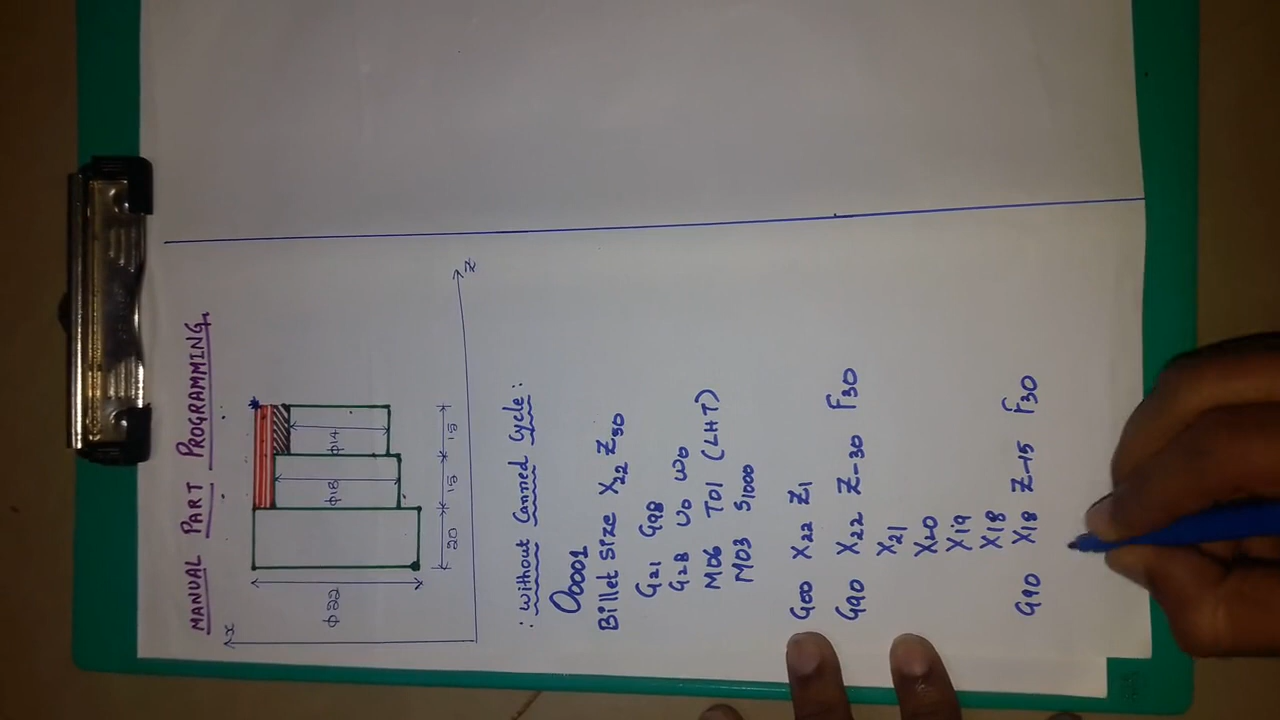 MANUAL PART PROGRAMMING.
x
φ22
φ18
φ14
20
15
15
Z
: Without Canned Cycle :
O0001
Billet size X22 Z50
G21 G98
G28 U0 W0
M06 T01 (LHT)
M03 S1000
G00 X22 Z1
G90 X22 Z-30 F30
X21
X20
X19
X18
G90 X18 Z-15 F30